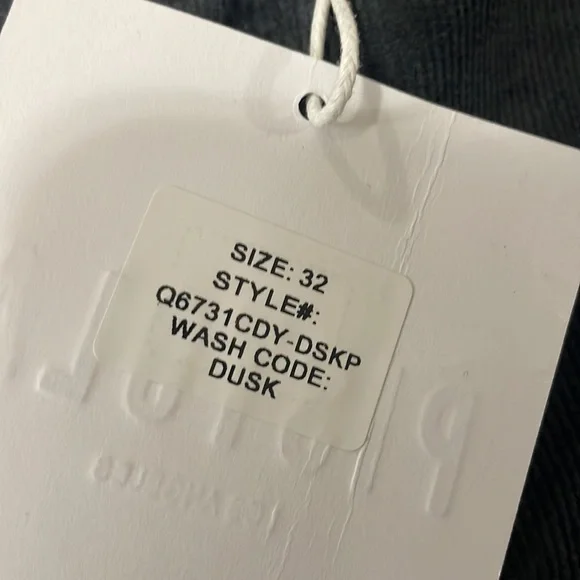 SIZE: 32
STYLE#:
Q6731CDY-DSKP
WASH CODE:
DUSK